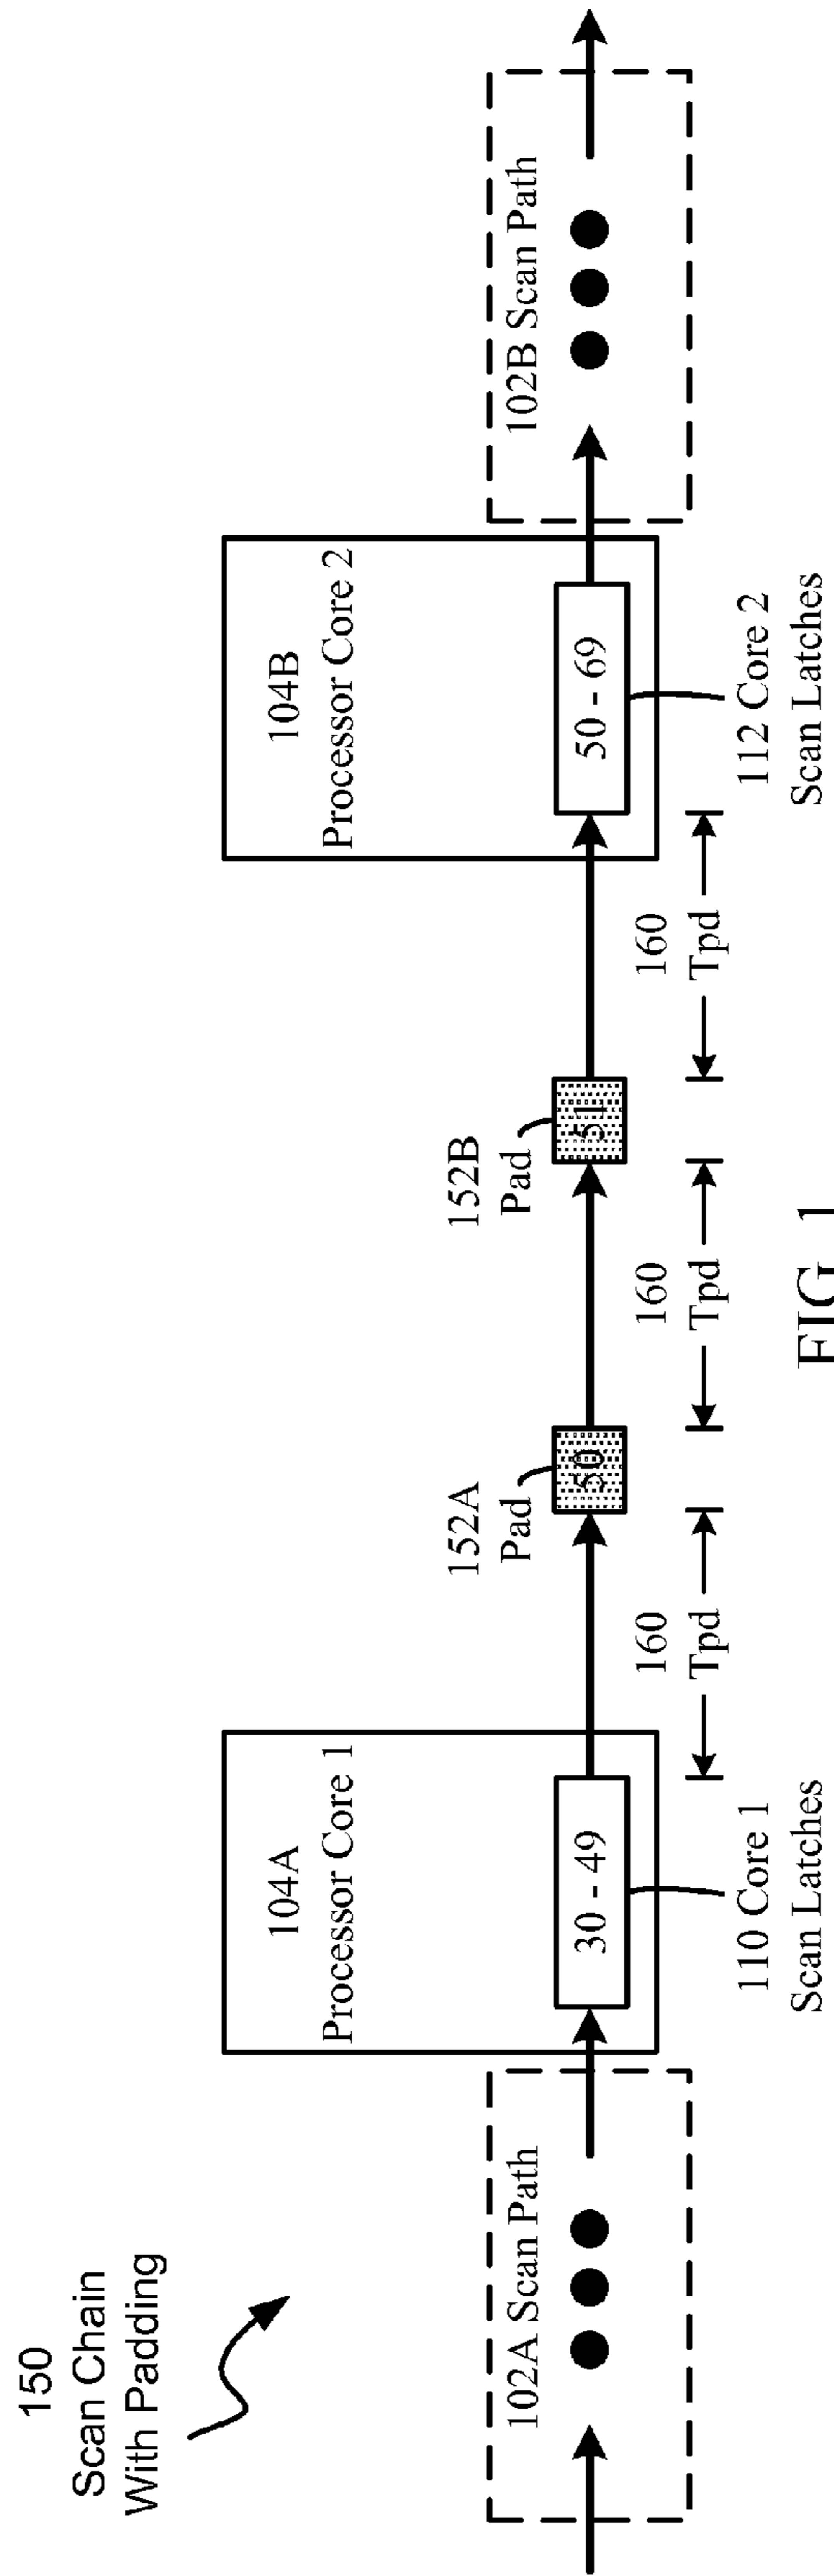 150
Scan Chain
With Padding
102A Scan Path
104A
Processor Core 1
30 - 49
110 Core 1
Scan Latches
160
Tpd
152A
Pad
50
160
Tpd
152B
Pad
51
160
Tpd
104B
Processor Core 2
50 - 69
112 Core 2
Scan Latches
102B Scan Path
FIG. 1